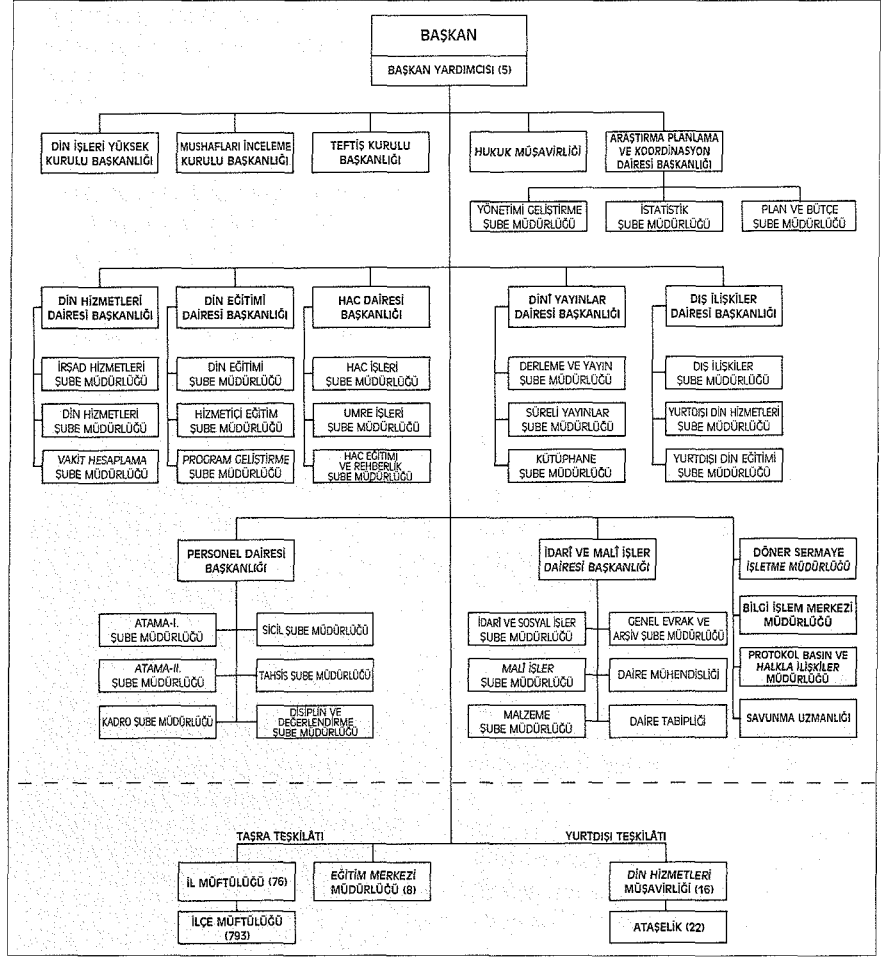 BAŞKAN
BAŞKAN YARDIMCISI (5)
DİN İŞLERİ YÜKSEK
KURULU BAŞKANLIĞI
MUSHAFLARI İNCELEME
KURULU BAŞKANLIĞI
TEFTİŞ KURULU
BAŞKANLIĞI
HUKUK MÜŞAVİRLİĞİ
ARAŞTIRMA PLANLAMA
VE KOORDİNASYON
DAİRESİ BAŞKANLIĞI
YÖNETİMİ GELİŞTİRME
ŞUBE MÜDÜRLÜĞÜ
İSTATİSTİK
ŞUBE MÜDÜRLÜĞÜ
PLAN VE BÜTÇE
ŞUBE MÜDÜRLÜĞÜ
DİN HİZMETLERİ
DAİRESİ BAŞKANLIĞI
İRŞAD HİZMETLERİ
ŞUBE MÜDÜRLÜĞÜ
DİN HİZMETLERİ
ŞUBE MÜDÜRLÜĞÜ
VAKİT HESAPLAMA
ŞUBE MÜDÜRLÜĞÜ
DİN EĞİTİMİ
DAİRESİ BAŞKANLIĞI
DİN EĞİTİMİ
ŞUBE MÜDÜRLÜĞÜ
HİZMETİÇİ EĞİTİM
ŞUBE MÜDÜRLÜĞÜ
PROGRAM GELİŞTİRME
ŞUBE MÜDÜRLÜĞÜ
HAC DAİRESİ
BAŞKANLIĞI
HAC İŞLERİ
ŞUBE MÜDÜRLÜĞÜ
UMRE İŞLERİ
ŞUBE MÜDÜRLÜĞÜ
HAC EĞİTİMİ
VE REHBERLİK
ŞUBE MÜDÜRLÜĞÜ
DİNÎ YAYINLAR
DAİRESİ BAŞKANLIĞI
DERLEME VE YAYIN
ŞUBE MÜDÜRLÜĞÜ
SÜRELİ YAYINLAR
ŞUBE MÜDÜRLÜĞÜ
KÜTÜPHANE
ŞUBE MÜDÜRLÜĞÜ
DIŞ İLİŞKİLER
DAİRESİ BAŞKANLIĞI
DIŞ İLİŞKİLER
ŞUBE MÜDÜRLÜĞÜ
YURTDIŞI DİN HİZMETLERİ
ŞUBE MÜDÜRLÜĞÜ
YURTDIŞI DİN EĞİTİMİ
ŞUBE MÜDÜRLÜĞÜ
PERSONEL DAİRESİ
BAŞKANLIĞI
ATAMA-I.
ŞUBE MÜDÜRLÜĞÜ
SİCİL ŞUBE MÜDÜRLÜĞÜ
ATAMA-II.
ŞUBE MÜDÜRLÜĞÜ
TAHSİS ŞUBE MÜDÜRLÜĞÜ
KADRO ŞUBE MÜDÜRLÜĞÜ
DİSİPLİN VE
DEĞERLENDİRME
ŞUBE MÜDÜRLÜĞÜ
İDARÎ VE MALÎ İŞLER
DAİRESİ BAŞKANLIĞI
İDARÎ VE SOSYAL İŞLER
ŞUBE MÜDÜRLÜĞÜ
GENEL EVRAK VE
ARŞİV ŞUBE MÜDÜRLÜĞÜ
MALÎ İŞLER
ŞUBE MÜDÜRLÜĞÜ
DAİRE MÜHENDİSLİĞİ
MALZEME
ŞUBE MÜDÜRLÜĞÜ
DAİRE TABİPLİĞİ
DÖNER SERMAYE
İŞLETME MÜDÜRLÜĞÜ
BİLGİ İŞLEM MERKEZİ
MÜDÜRLÜĞÜ
PROTOKOL BASIN VE
HALKLA İLİŞKİLER
MÜDÜRLÜĞÜ
SAVUNMA UZMANLIĞI
TAŞRA TEŞKİLÂTI
İL MÜFTÜLÜĞÜ (76)
EĞİTİM MERKEZİ
MÜDÜRLÜĞÜ (8)
İLÇE MÜFTÜLÜĞÜ
(793)
YURTDIŞI TEŞKİLÂTI
DİN HİZMETLERİ
MÜŞAVİRLİĞİ (16)
ATAŞELİK (22)